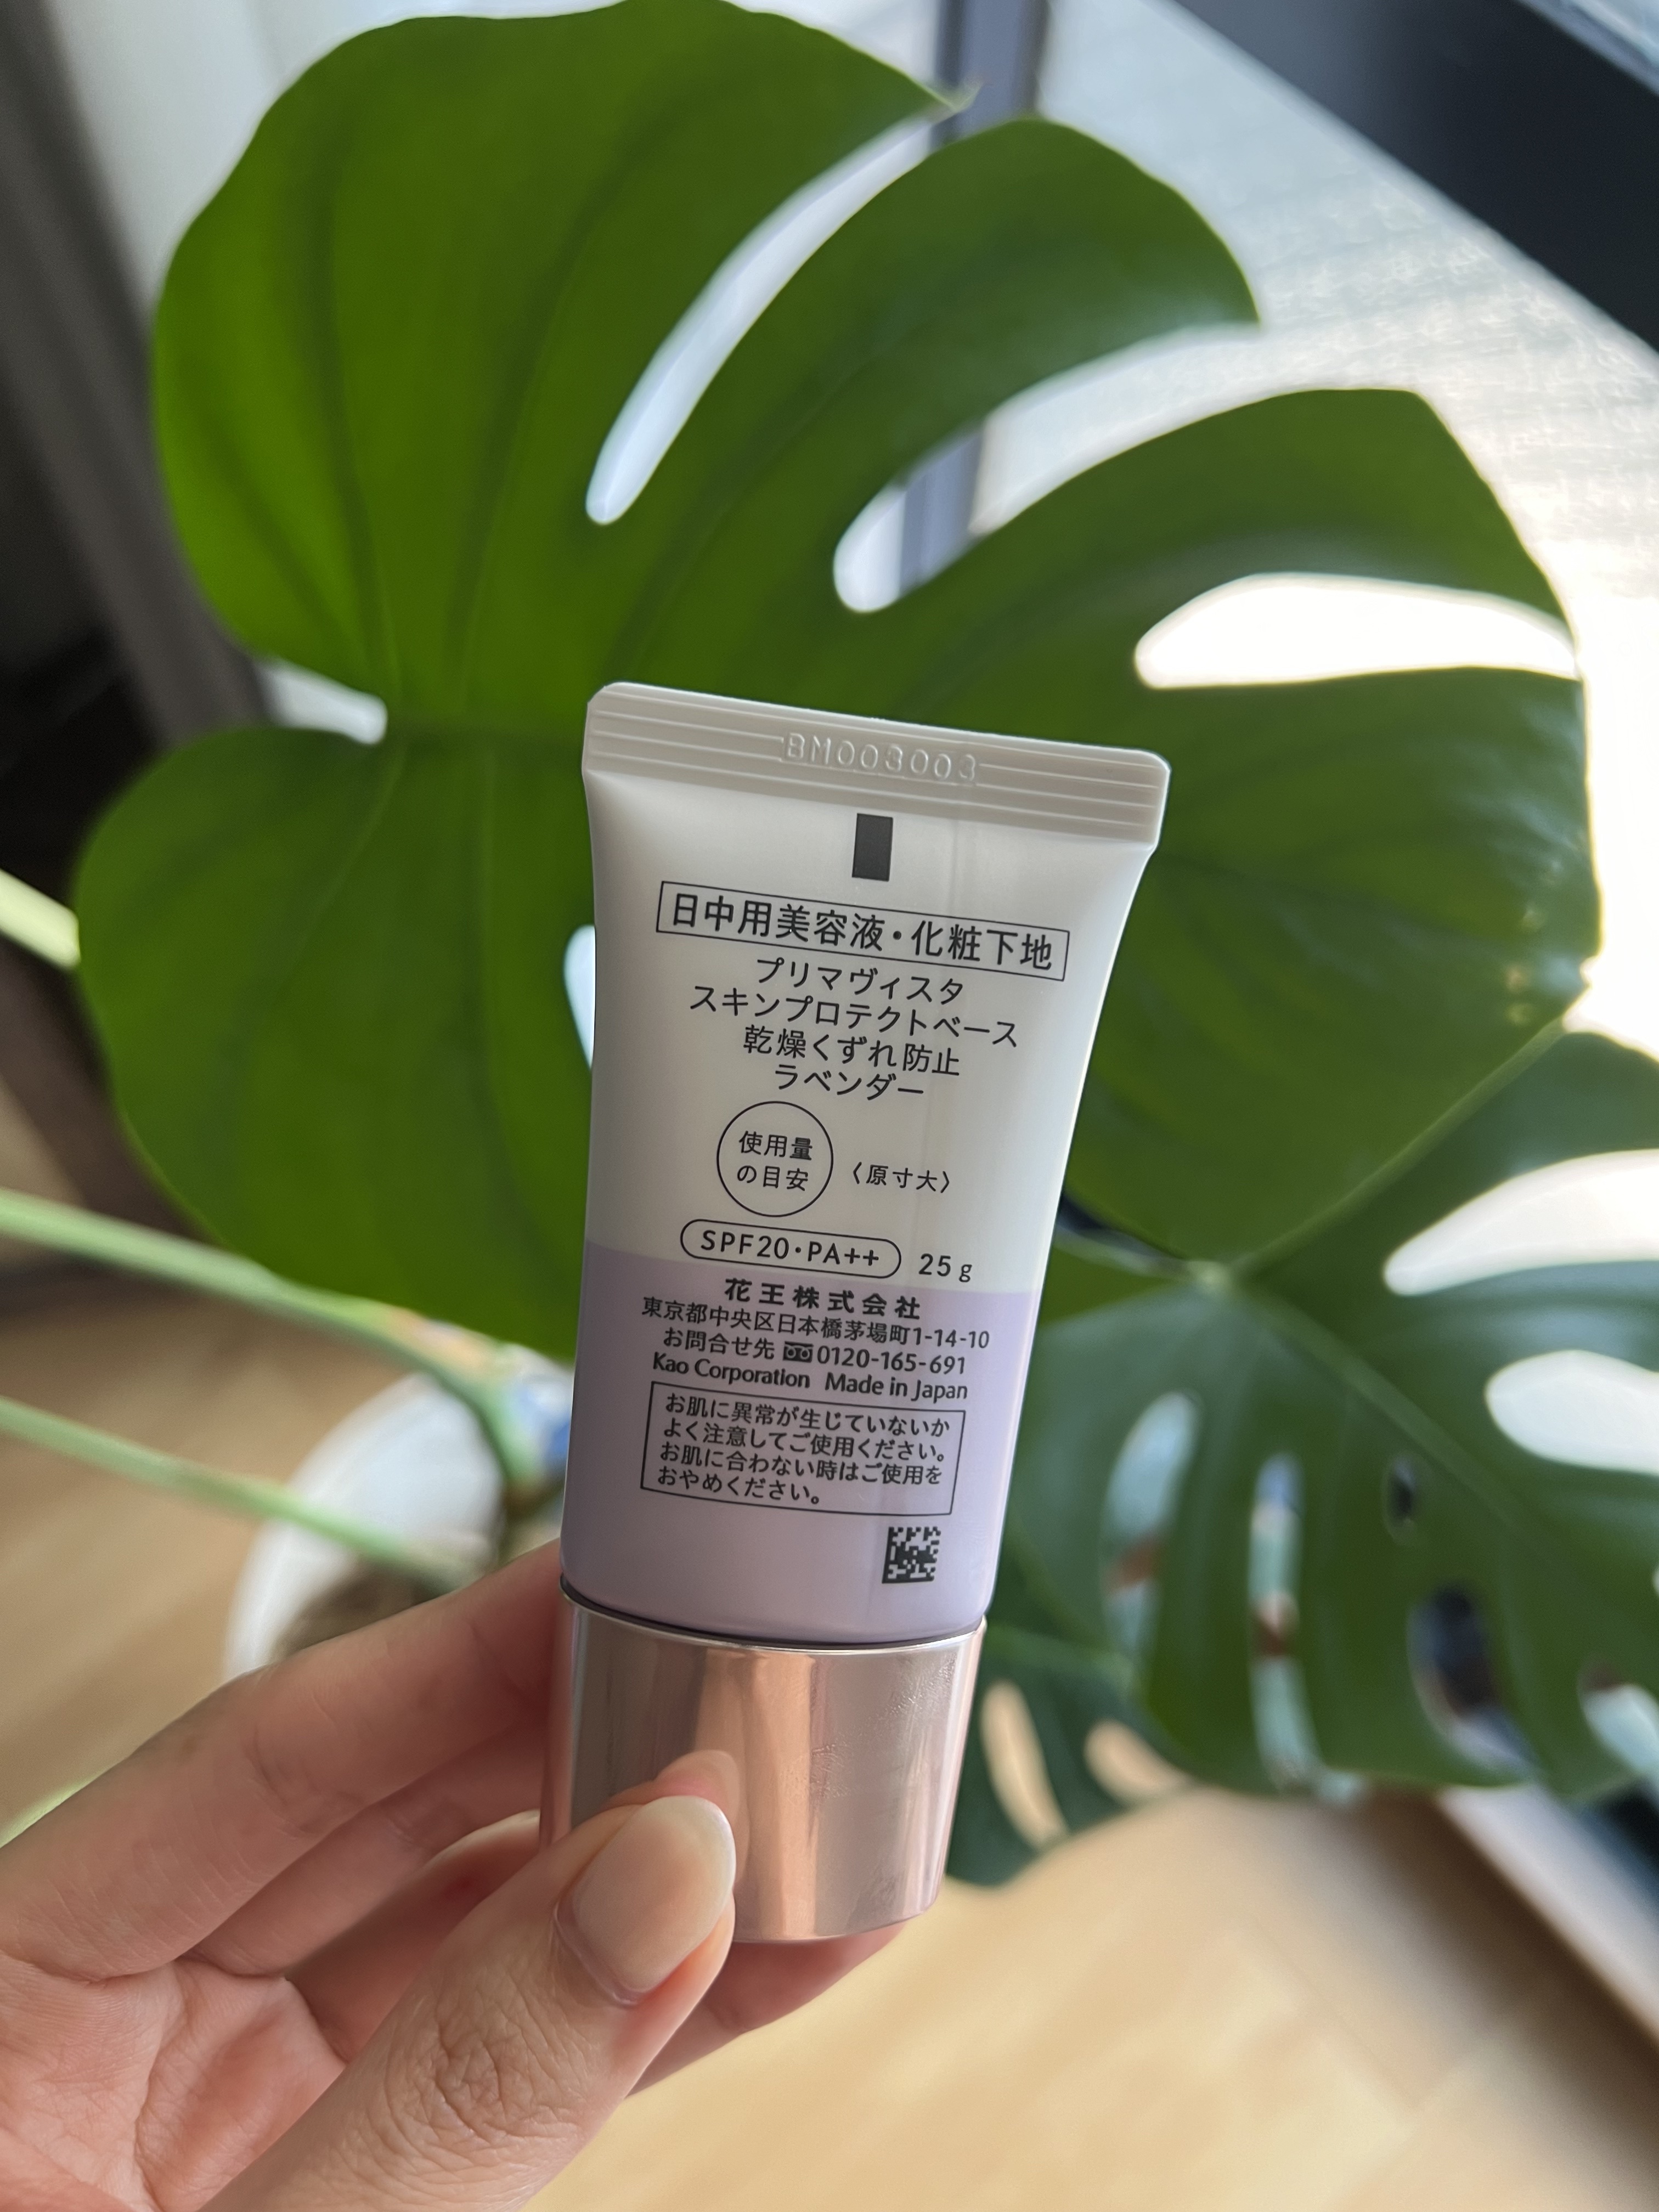 BM003003
日中用美容液・化粧下地
プリマヴィスタ
スキンプロテクトベース
乾燥くずれ防止
ラベンダー
使用量
の目安
〈原寸大〉
SPF20・PA++ 25g
花王株式会社
東京都中央区日本橋茅場町1-14-10
お問合せ先 0120-165-691
Kao Corporation Made in Japan
お肌に異常が生じていないか
よく注意してご使用ください。
お肌に合わない時はご使用を
おやめください。